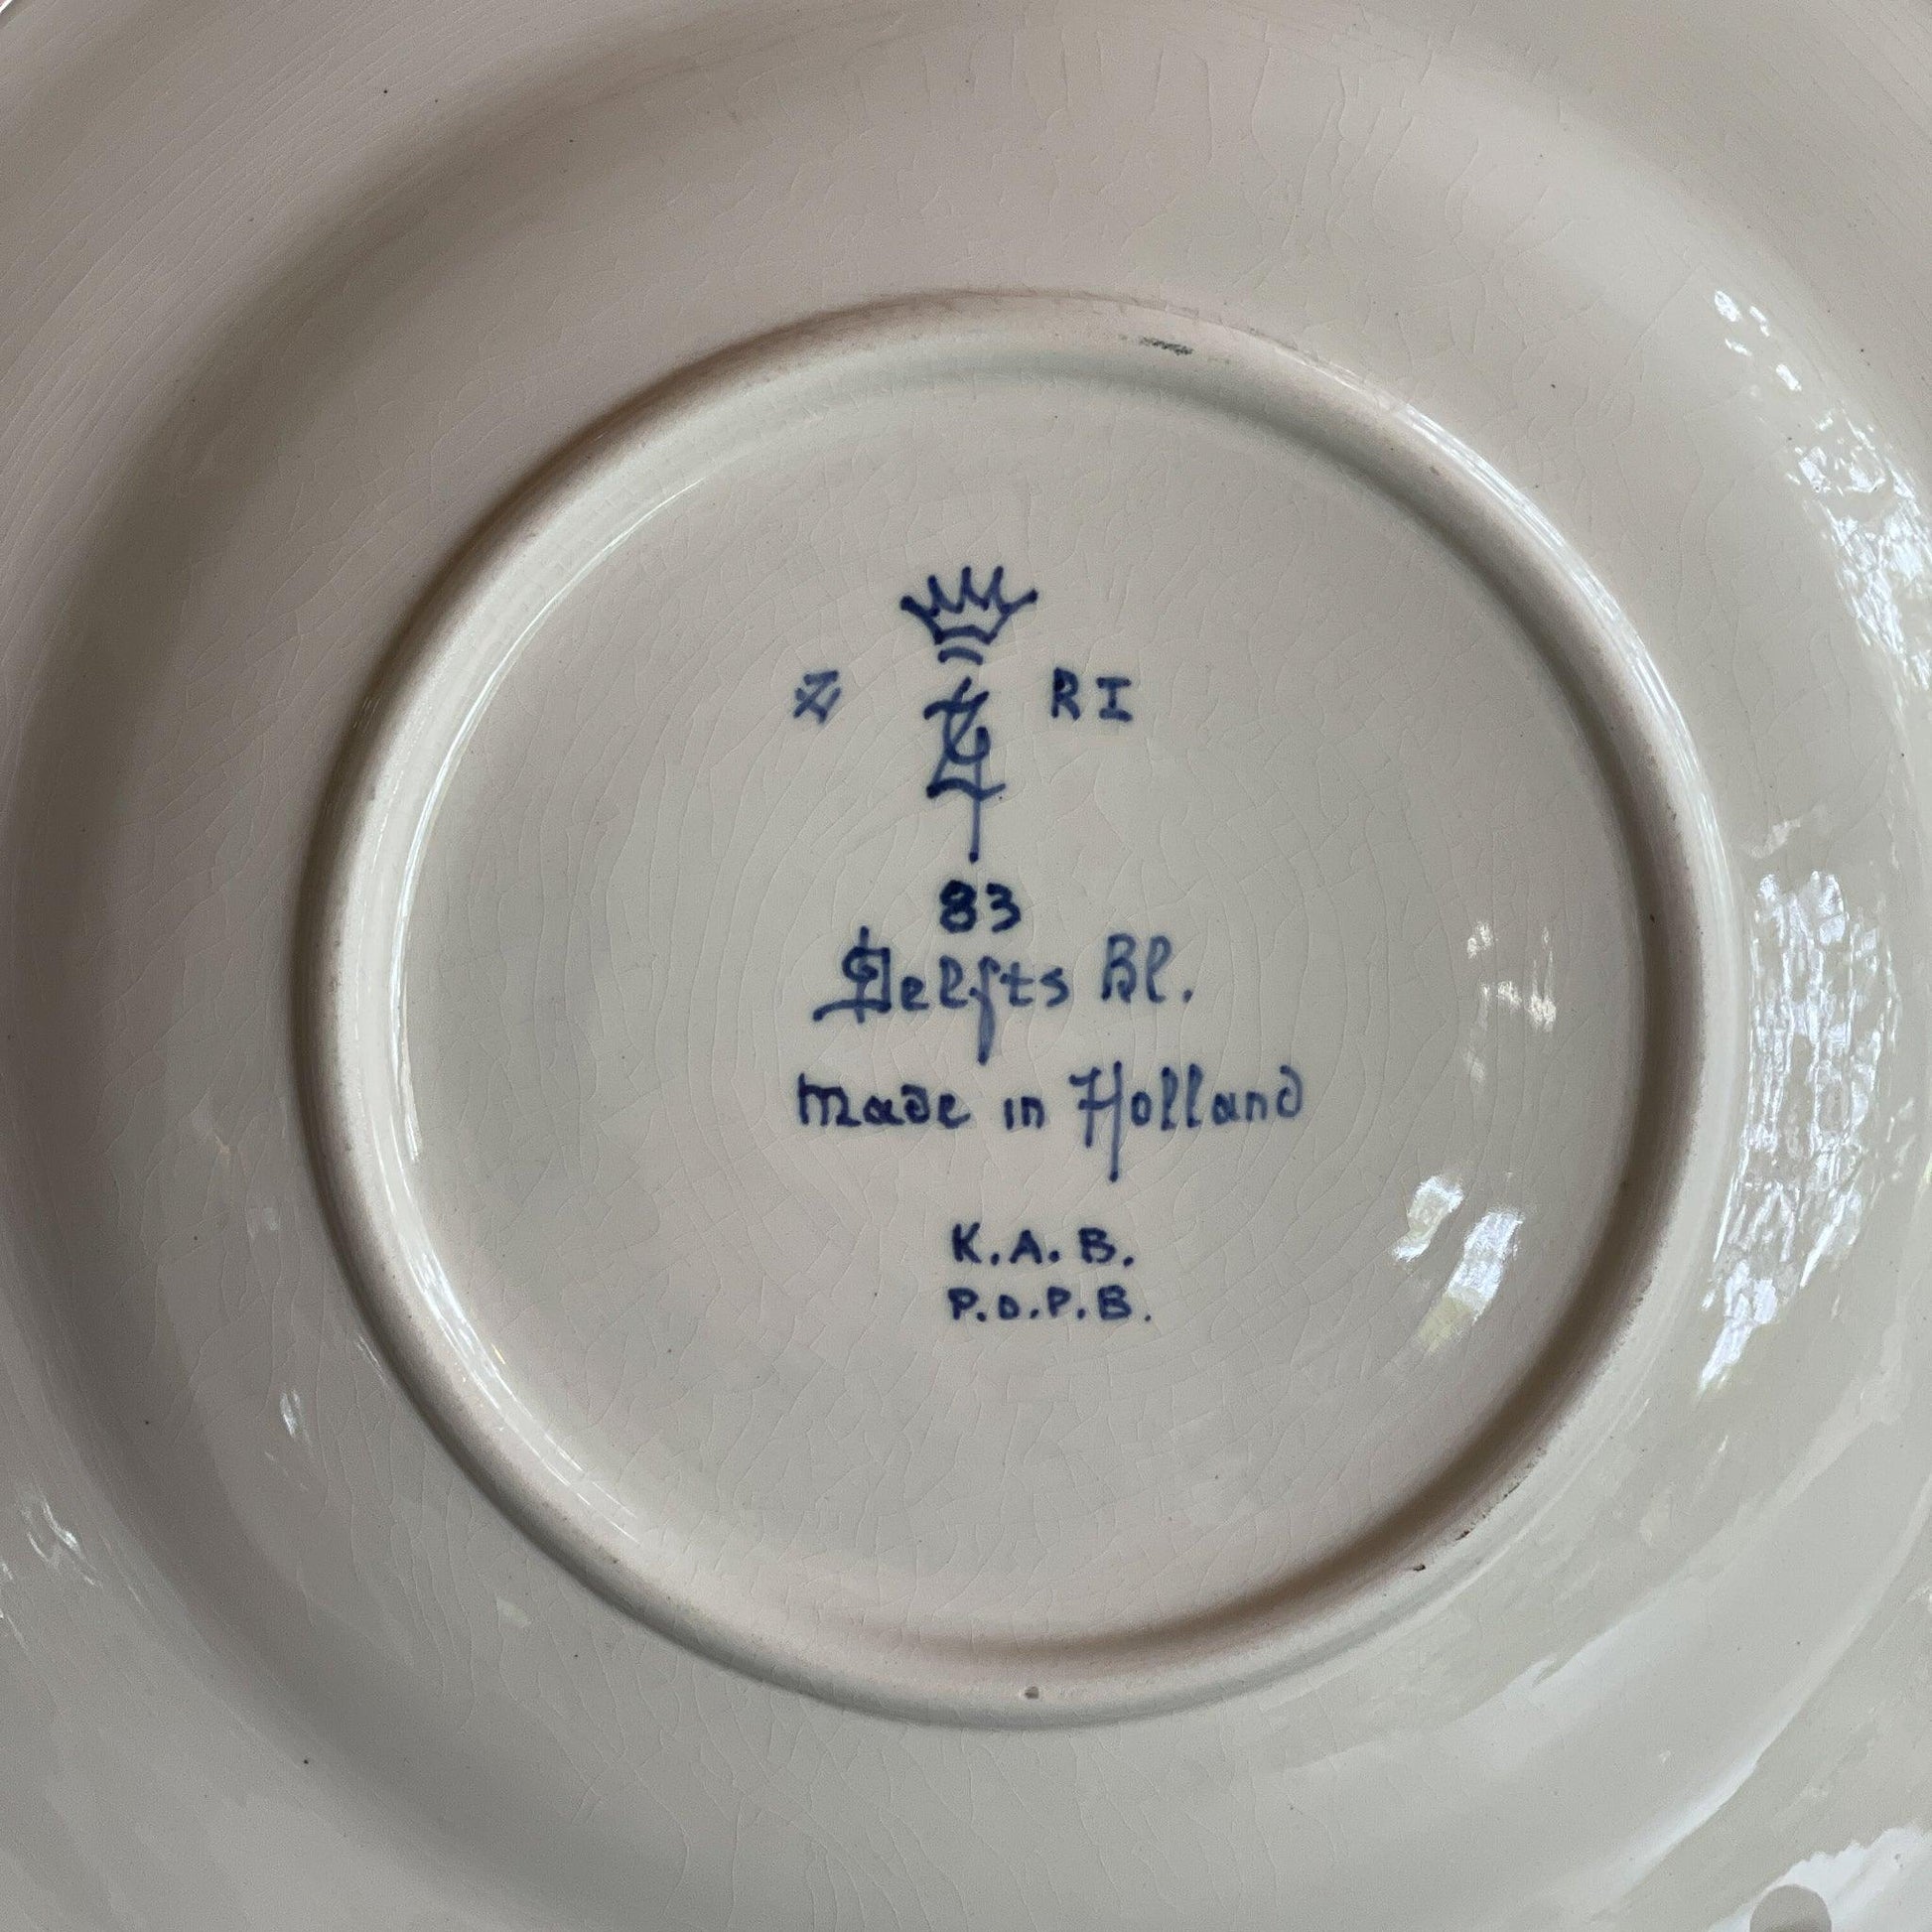 RI
83
Delfts Bl.
Made in Holland
K.A.B.
P.D.P.B.